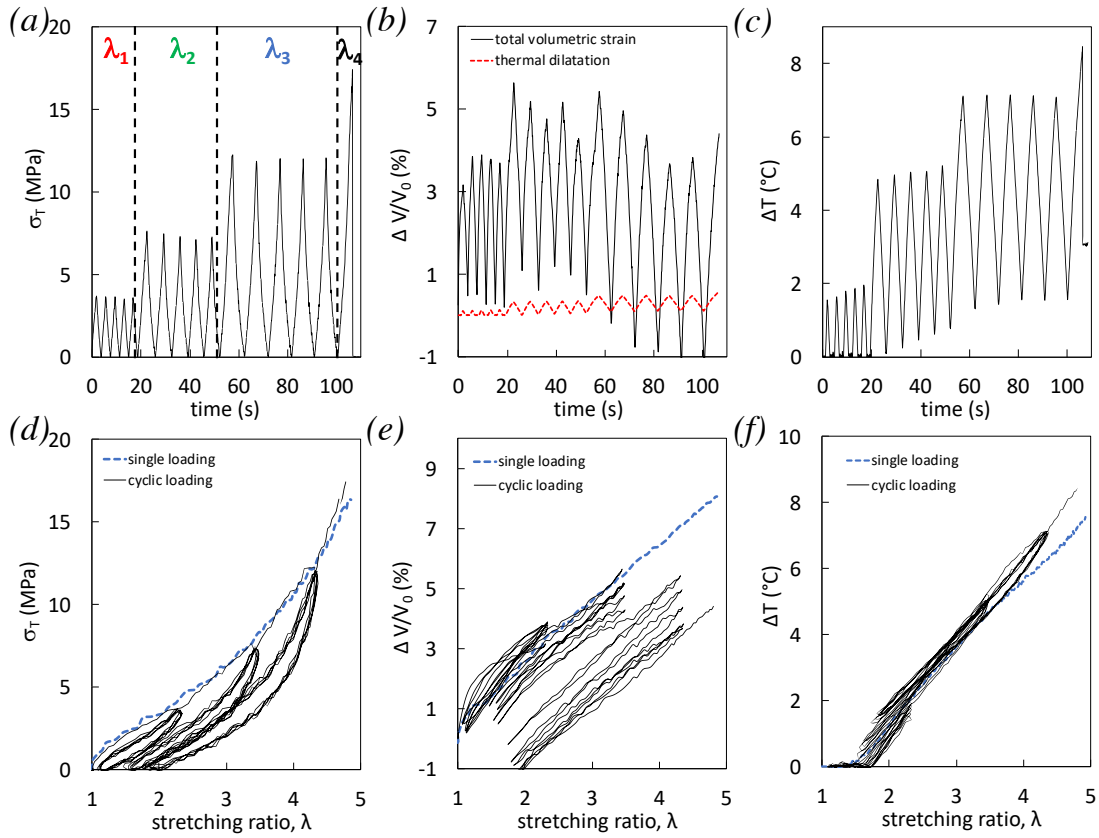 (a)
20
15
10
5
0
σT (MPa)
λ1
λ2
λ3
λ4
0 20 40 60 80 100
time (s)
(b)
7
5
3
1
-1
Δ V/V0 (%)
total volumetric strain
thermal dilatation
0 20 40 60 80 100
time (s)
(c)
8
6
4
2
0
ΔT (°C)
0 20 40 60 80 100
time (s)
(d)
20
15
10
5
0
σT (MPa)
single loading
cyclic loading
1 2 3 4 5
stretching ratio, λ
(e)
9
7
5
3
1
-1
Δ V/V0 (%)
single loading
cyclic loading
1 2 3 4 5
stretching ratio, λ
(f)
10
8
6
4
2
0
ΔT (°C)
single loading
cyclic loading
1 2 3 4 5
stretching ratio, λ